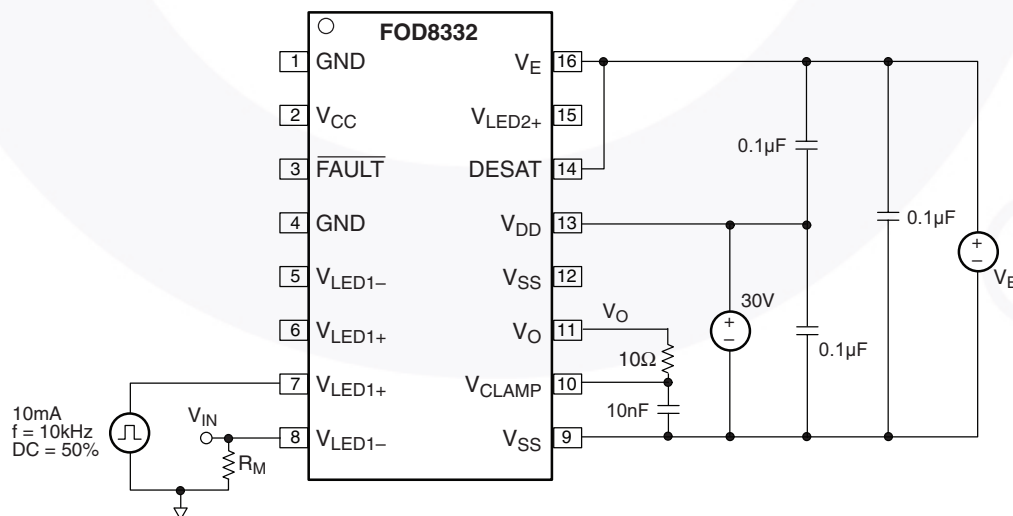 FOD8332
1 GND
2 VCC
3 FAULT
4 GND
5 VLED1–
6 VLED1+
7 VLED1+
8 VLED1–
VE 16
VLED2+ 15
DESAT 14
VDD 13
VSS 12
VO 11
VCLAMP 10
VSS 9
10mA
f = 10kHz
DC = 50%
VIN
RM
VO
10Ω
10nF
30V
+
–
0.1µF
0.1µF
0.1µF
+
–
VE